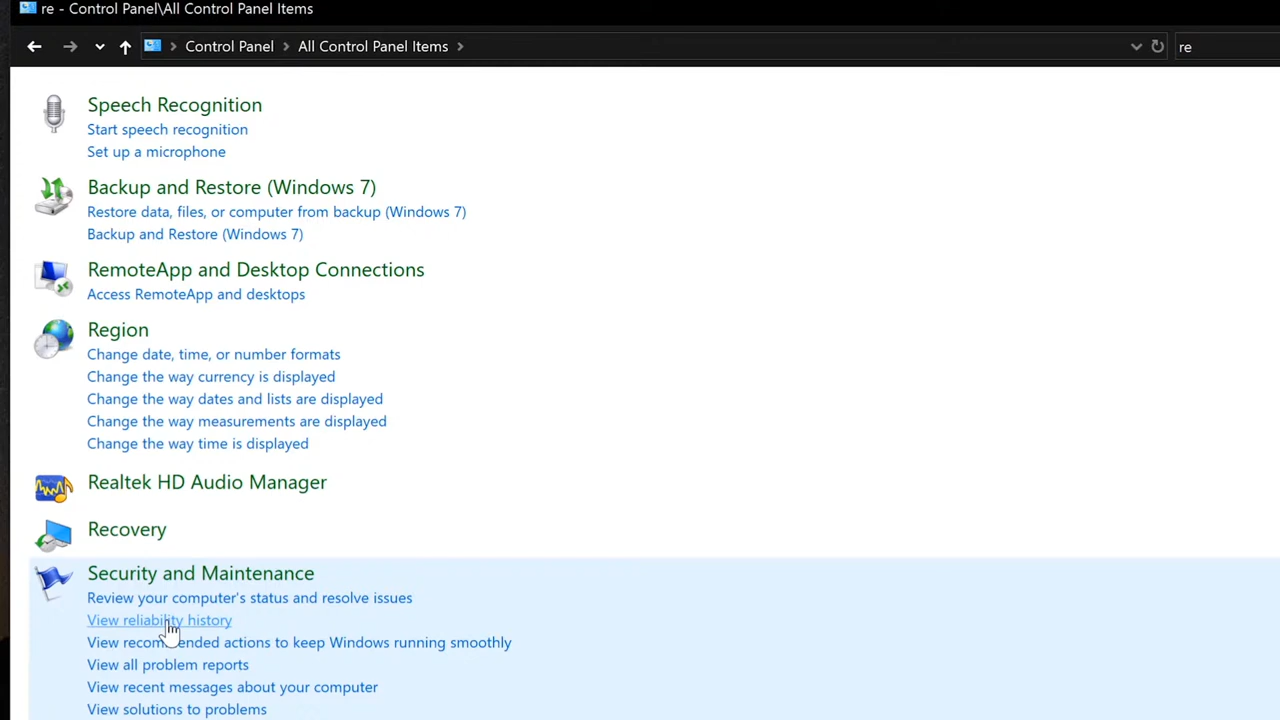 re - Control Panel\All Control Panel Items
Control Panel All Control Panel Items
re
Speech Recognition
Start speech recognition
Set up a microphone
Backup and Restore (Windows 7)
Restore data, files, or computer from backup (Windows 7)
Backup and Restore (Windows 7)
RemoteApp and Desktop Connections
Access RemoteApp and desktops
Region
Change date, time, or number formats
Change the way currency is displayed
Change the way dates and lists are displayed
Change the way measurements are displayed
Change the way time is displayed
Realtek HD Audio Manager
Recovery
Security and Maintenance
Review your computer's status and resolve issues
View reliability history
View recommended actions to keep Windows running smoothly
View all problem reports
View recent messages about your computer
View solutions to problems